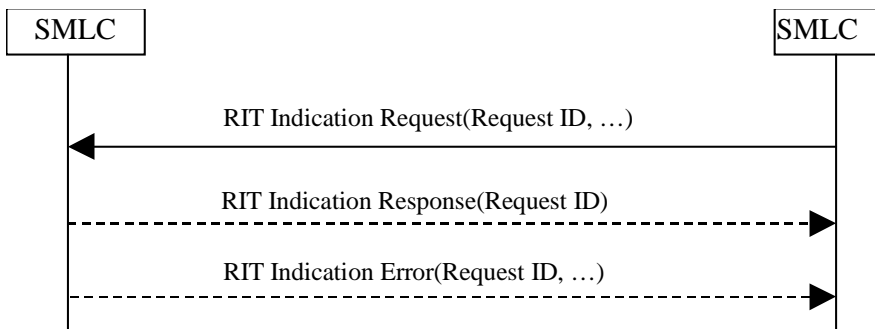 SMLC
SMLC
RIT Indication Request(Request ID, …)
RIT Indication Response(Request ID)
RIT Indication Error(Request ID, …)